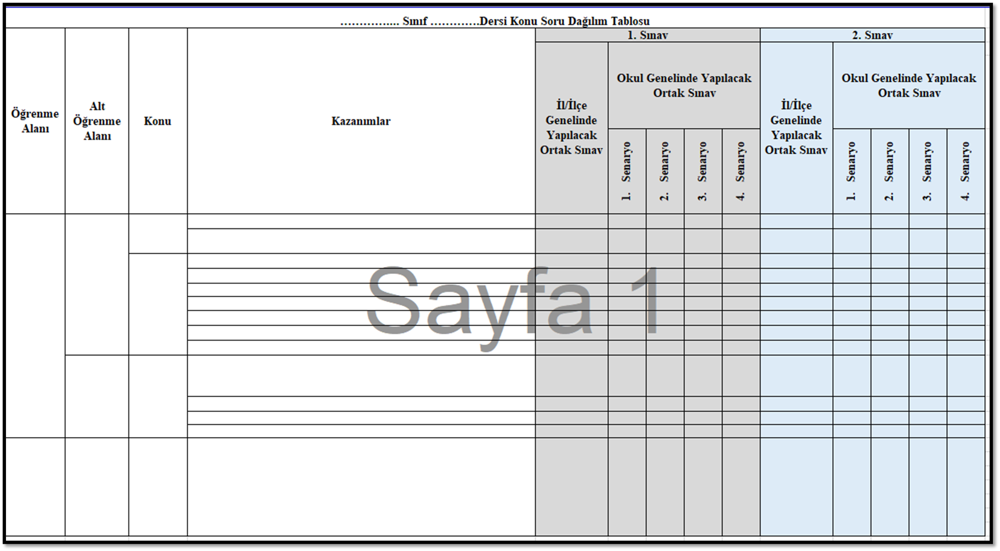 ................ Sınıf .............Dersi Konu Soru Dağılım Tablosu
1. Sınav
2. Sınav
Öğrenme
Alanı
Alt
Öğrenme
Alanı
Konu
Kazanımlar
İl/İlçe
Genelinde
Yapılacak
Ortak Sınav
Okul Genelinde Yapılacak
Ortak Sınav
1. Senaryo
2. Senaryo
3. Senaryo
4. Senaryo
İl/İlçe
Genelinde
Yapılacak
Ortak Sınav
Okul Genelinde Yapılacak
Ortak Sınav
1. Senaryo
2. Senaryo
3. Senaryo
4. Senaryo
Sayfa 1